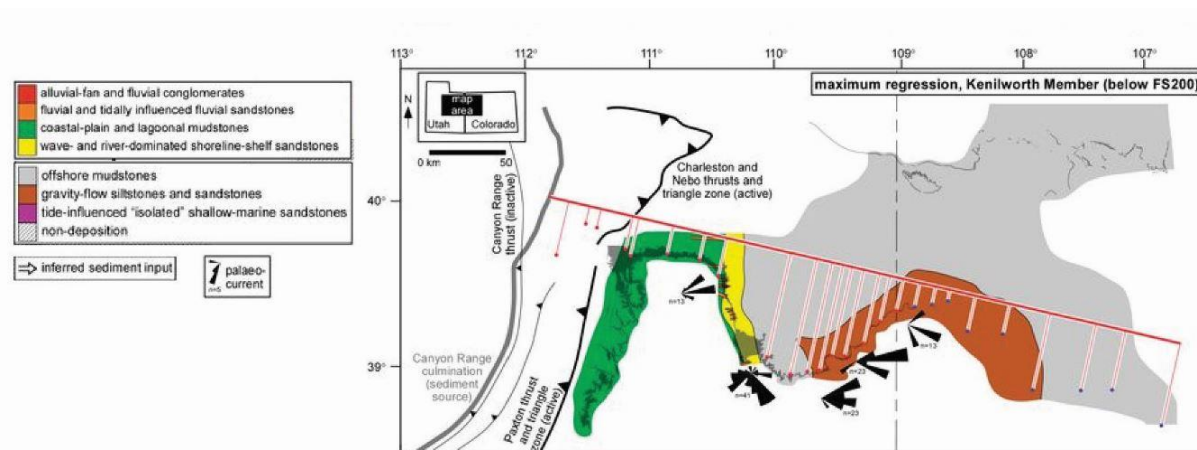 113°
112°
111°
110°
109°
108°
107°
maximum regression, Kenilworth Member (below FS200)
alluvial-fan and fluvial conglomerates
fluvial and tidally influenced fluvial sandstones
coastal-plain and lagoonal mudstones
wave- and river-dominated shoreline-shelf sandstones
offshore mudstones
gravity-flow siltstones and sandstones
tide-influenced "isolated" shallow-marine sandstones
non-deposition
inferred sediment input
palaeo-
current
n=5
N
map
area
Utah
Colorado
0 km
50
Canyon Range
thrust (inactive)
Charleston and
Nebo thrusts and
triangle zone (active)
40°
39°
Canyon Range
culmination
(sediment
source)
Paxton thrust
and triangle
zone (active)
n=13
n=41
n=23
n=23
n=13